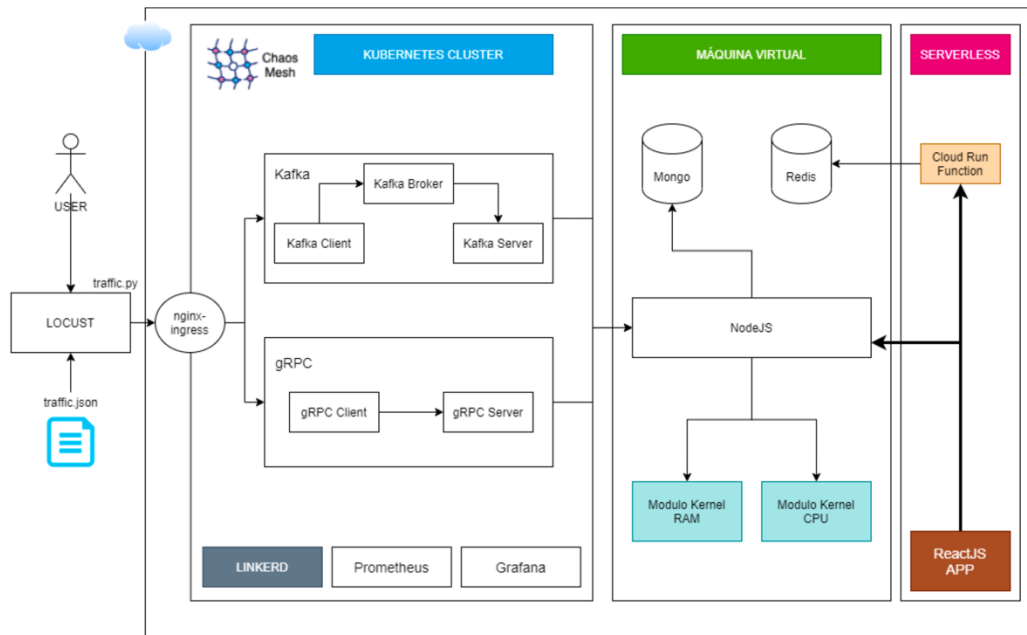 Chaos
Mesh
KUBERNETES CLUSTER
MÁQUINA VIRTUAL
SERVERLESS
USER
traffic.py
LOCUST
traffic.json
nginx-
ingress
Kafka
Kafka Broker
Kafka Client
Kafka Server
gRPC
gRPC Client
gRPC Server
LINKERD
Prometheus
Grafana
Mongo
Redis
NodeJS
Modulo Kernel
RAM
Modulo Kernel
CPU
Cloud Run
Function
ReactJS
APP